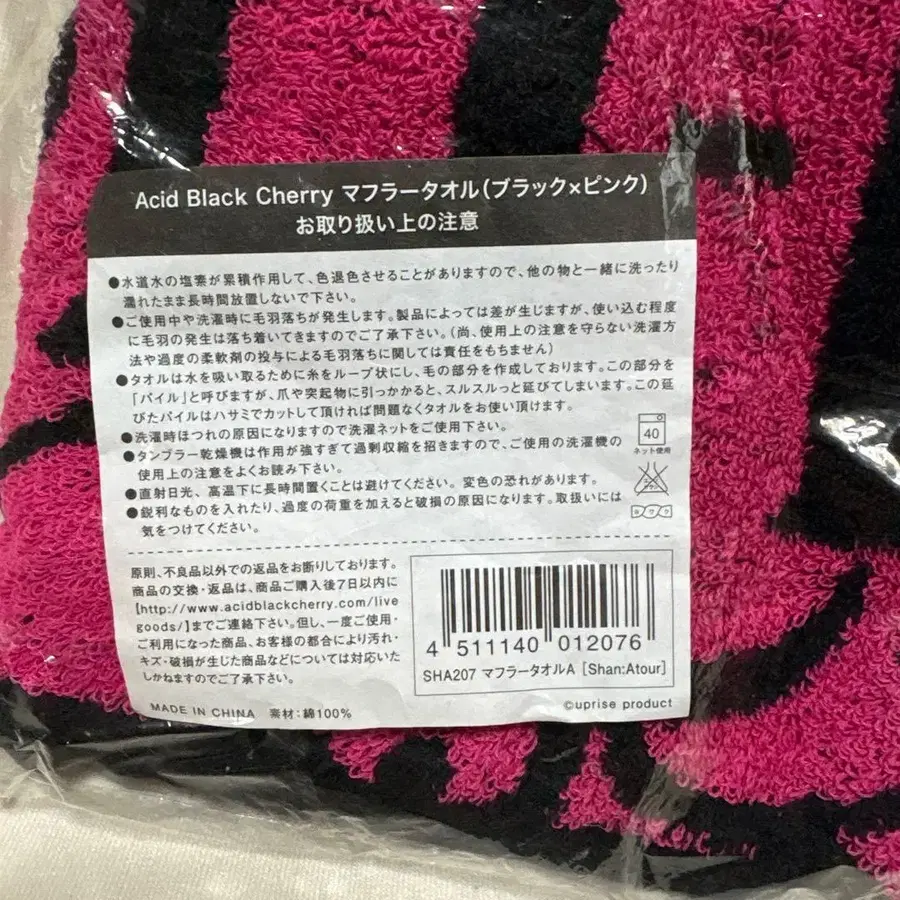 Acid Black Cherry マフラータオル(ブラック×ピンク)
お取り扱い上の注意
●水道水の塩素が累積作用して、色退色させることがありますので、他の物と一緒に洗ったり
濡れたまま長時間放置しないで下さい。
●ご使用中や洗濯時に毛羽落ちが発生します。製品によっては差が生じますが、使い込む程度
に毛羽の発生は落ち着いてきますのでご了承下さい。(尚、使用上の注意を守らない洗濯方
法や過度の柔軟剤の投与による毛羽落ちに関しては責任をもちません)
●タオルは水を吸い取るために糸をループ状にし、毛の部分を作成しております。この部分を
「パイル」と呼びますが、爪や突起物に引っかかると、スルスルっと延びてしまいます。この延
びたパイルはハサミでカットして頂ければ問題なくタオルをお使い頂けます。
●洗濯時ほつれの原因になりますので洗濯ネットをご使用下さい。
●タンブラー乾燥機は作用が強すぎて過剰収縮を招きますので、ご使用の洗濯機の
使用上の注意をよくお読み下さい。
●直射日光、高温下に長時間置くことは避けてください。変色の恐れがあります。
●鋭利なものを入れたり、過度の荷重を加えると破損の原因になります。取扱いには
気をつけてください。
40
ネット使用
原則、不良品以外での返品をお断りしております。
商品の交換・返品は、商品ご購入後7日以内に
【http://www.acidblackcherry.com/live
goods/】までご連絡下さい。但し、一度ご使用・
ご利用になった商品、お客様の都合により汚れ・
キズ・破損が生じた商品などについては対応いた
しかねますのでご了承下さい。
4 511140 012076
SHA207 マフラータオルA [Shan:Atour]
MADE IN CHINA 素材:綿100%
©uprise product